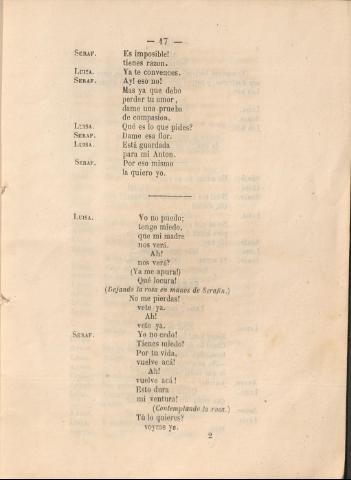 — 17 —
SERAF. Es imposible!
tienes razon.
LUISA. Ya te convences.
SERAF. Ay! eso no!
Mas ya que debo
perder tu amor,
dame una prueba
de compasion.
LUISA. Qué es lo que pides?
SERAF. Dame esa flor.
LUISA. Está guardada
para mi Anton.
SERAF. Por eso mismo
la quiero yo.
LUISA. Yo no puedo;
tengo miedo,
que mi madre
nos verá.
Ah!
nos verá?
(Ya me apura!)
Qué locura!
(Dejando la rosa en manos de Serafin.)
No me pierdas!
vete ya.
Ah!
vete ya.
SERAF. Yo no cedo!
Tienes miedo!
Por tu vida,
vuelve acá!
Ah!
vuelve acá!
Esto dura
mi ventura!
(Contemplando la rosa.)
Tú lo quieres?
voyme ya.
2